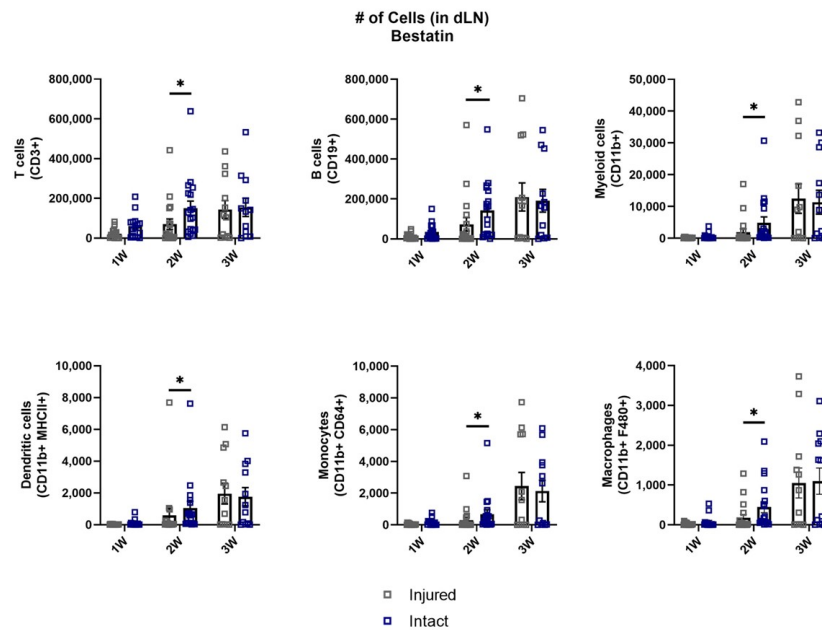 # of Cells (in dLN)
Bestatin
T cells
(CD3+)
800,000
600,000
400,000
200,000
0
*
1W
2W
3W
B cells
(CD19+)
800,000
600,000
400,000
200,000
0
*
1W
2W
3W
Myeloid cells
(CD11b+)
50,000
40,000
30,000
20,000
10,000
0
*
1W
2W
3W
Dendritic cells
(CD11b+ MHCII+)
10,000
8,000
6,000
4,000
2,000
0
*
1W
2W
3W
Monocytes
(CD11b+ CD64+)
10,000
8,000
6,000
4,000
2,000
0
*
1W
2W
3W
Macrophages
(CD11b+ F480+)
4,000
3,000
2,000
1,000
0
*
1W
2W
3W
Injured
Intact